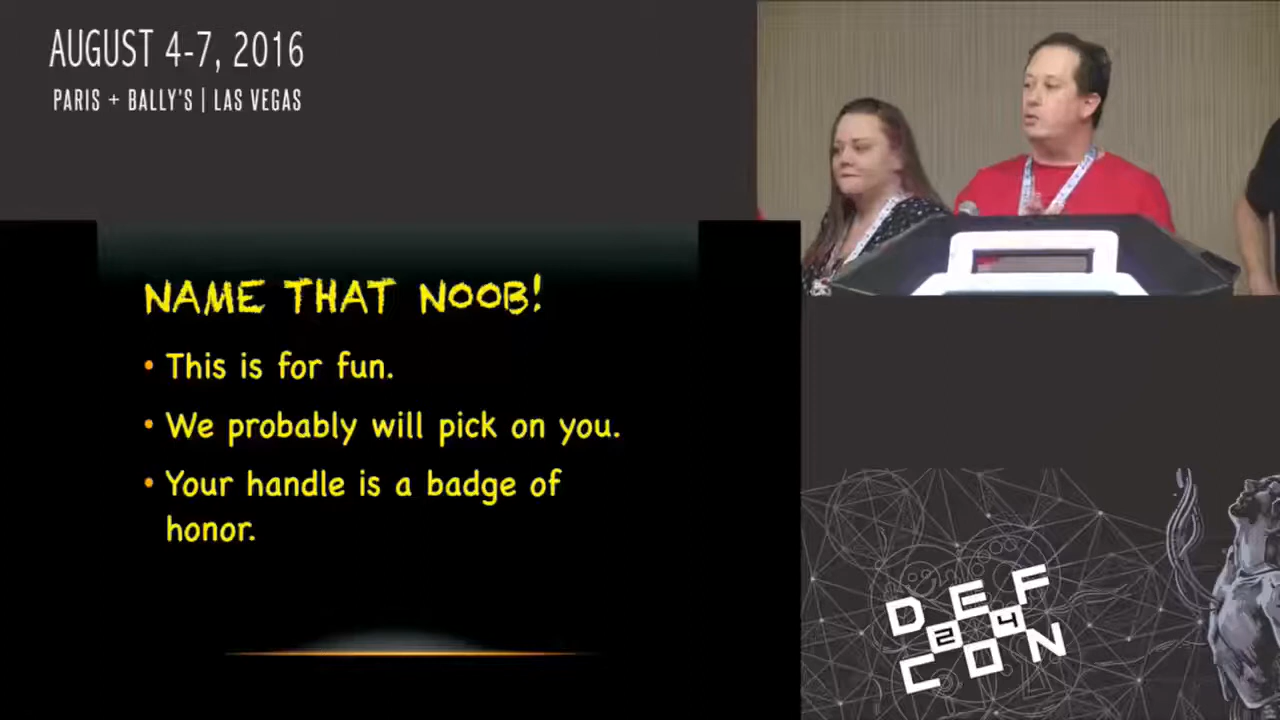 AUGUST 4-7, 2016
PARIS + BALLY'S | LAS VEGAS
NAME THAT NOOB!
• This is for fun.
• We probably will pick on you.
• Your handle is a badge of
honor.
DEF
24
CON